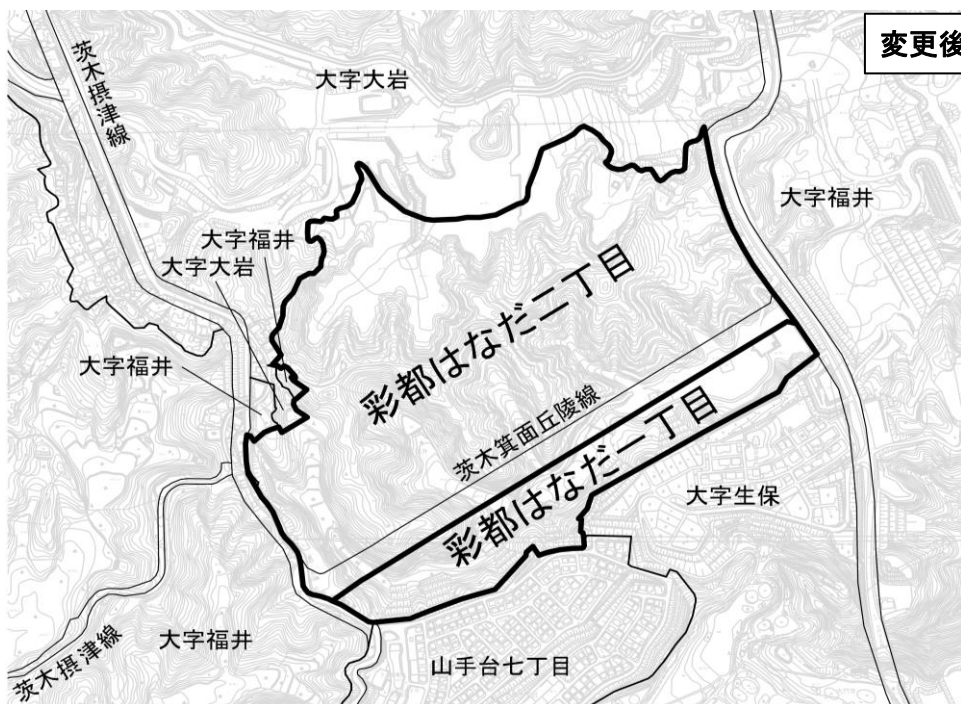 変更後
茨木摂津線
大字大岩
大字福井
大字福井
大字大岩
彩都はなだ二丁目
大字福井
茨木箕面丘陵線
彩都はなだ一丁目
大字生保
大字福井
茨木摂津線
山手台七丁目